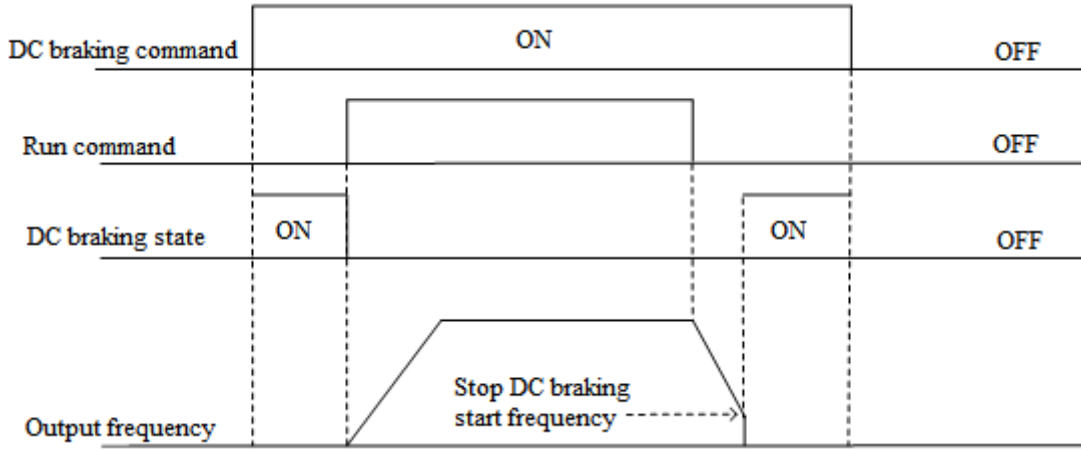 DC braking command
ON
OFF
Run command
OFF
DC braking state
ON
ON
OFF
Stop DC braking
start frequency
Output frequency